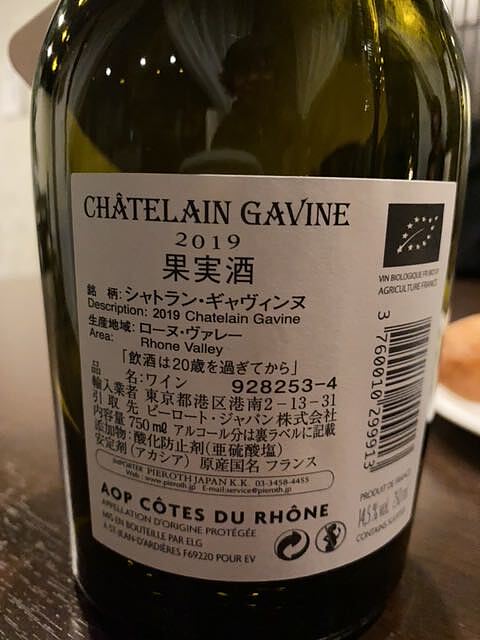 CHÂTELAIN GAVINE
2019
果実酒
銘 柄:シャトラン・ギャヴィンヌ
Description: 2019 Chatelain Gavine
生産地域:ローヌ・ヴァレー
Area: Rhone Valley
「飲酒は20歳を過ぎてから」
品 名:ワイン 928253-4
輸入業者 東京都港区港南2-13-31
引取先 ピーロート・ジャパン株式会社
内容量 750㎖ アルコール分は裏ラベルに記載
添加物:酸化防止剤(亜硫酸塩)
安定剤(アカシア) 原産国名 フランス
IMPORTER PIEROTH JAPAN K.K. 03-3458-4455
www.pieroth.jp E-mail:service@pieroth.jp
AOP CÔTES DU RHÔNE
APPELLATION D'ORIGINE PROTÉGÉE
MIS EN BOUTEILLE PAR ELG
À ST-JEAN-D'ARDIÈRES F69220 POUR EV
VIN BIOLOGIQUE FR-BIO-01
AGRICULTURE FRANCE
3 760010 299913
PRODUCT OF FRANCE
14,5% vol. 750 ml
CONTAINS SULFITES